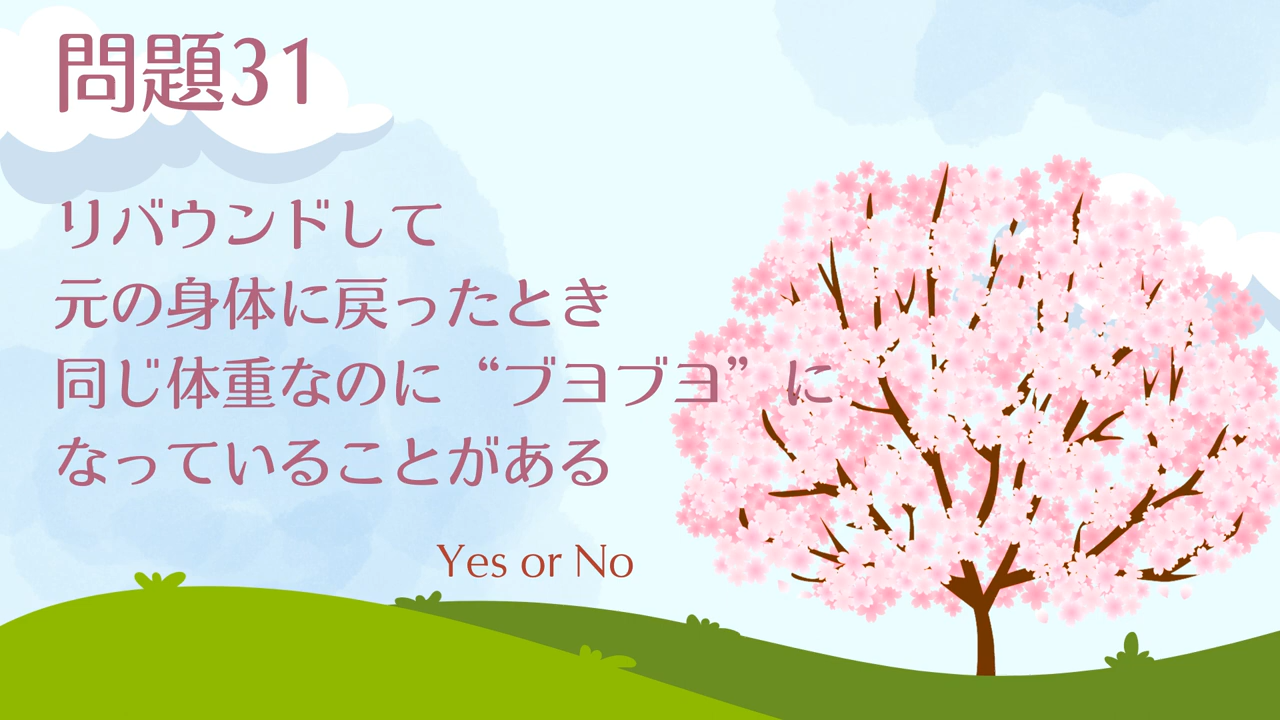 問題31
リバウンドして
元の身体に戻ったとき
同じ体重なのに“ブヨブヨ”に
なっていることがある
Yes or No